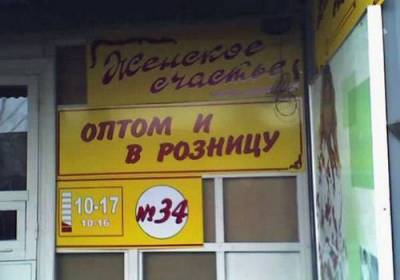 Женское
счастье
ОПТОМ И
В РОЗНИЦУ
10-17
10-16
№34